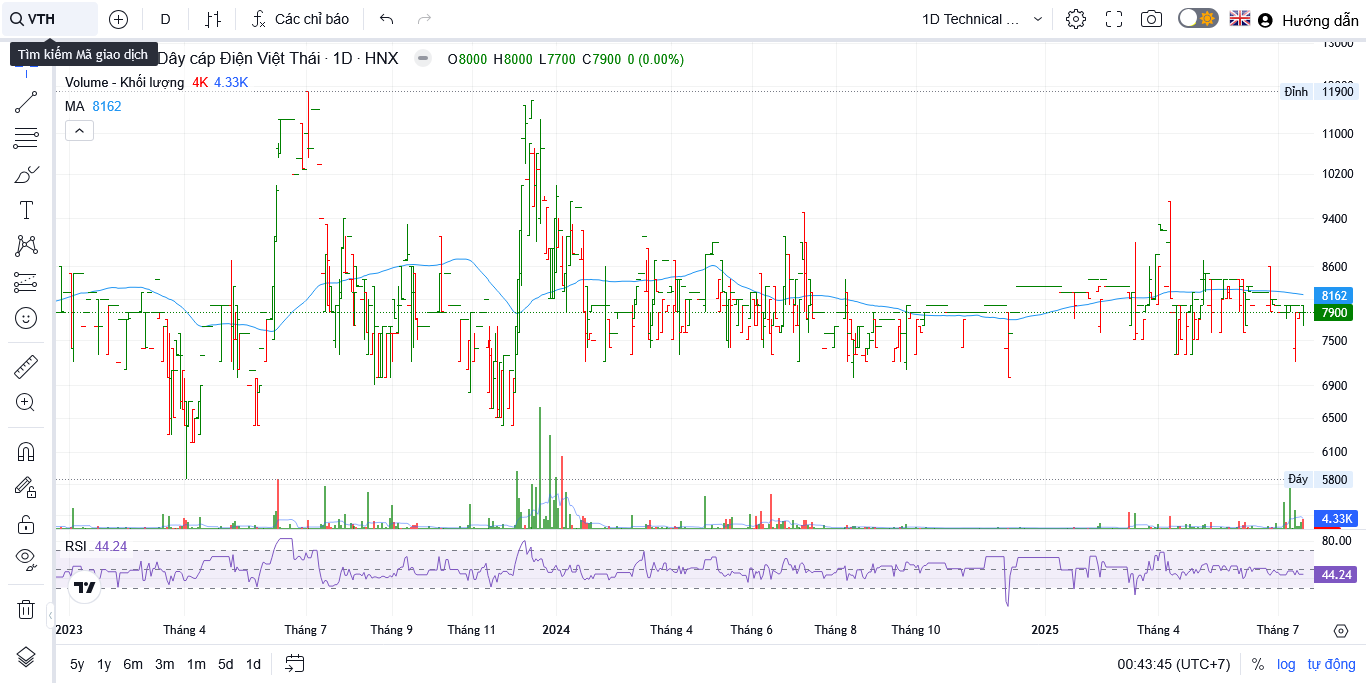 VTH
D
Các chỉ báo
1D Technical ...
Hướng dẫn
Tìm kiếm Mã giao dịch
Dây cáp Điện Việt Thái · 1D · HNX
O8000 H8000 L7700 C7900 0 (0.00%)
Volume - Khối lượng 4K 4.33K
MA 8162
13000
Đỉnh 11900
11000
10200
9400
8600
8162
7900
7500
6900
6500
6100
Đáy 5800
4.33K
RSI 44.24
80.00
44.24
2023 Tháng 4 Tháng 7 Tháng 9 Tháng 11 2024 Tháng 4 Tháng 6 Tháng 8 Tháng 10 2025 Tháng 4 Tháng 7
5y 1y 6m 3m 1m 5d 1d
00:43:45 (UTC+7) % log tự động